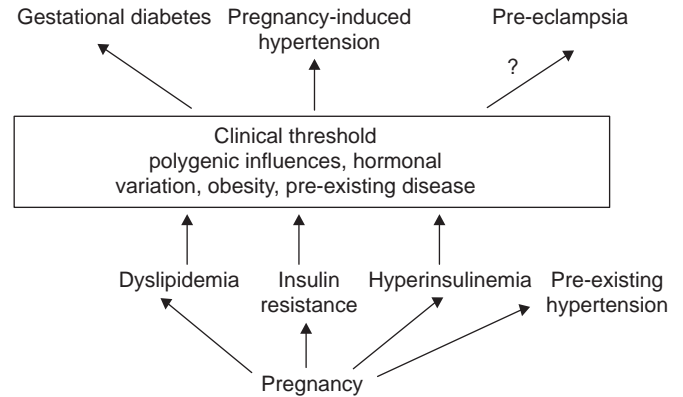 Gestational diabetes
Pregnancy-induced
hypertension
Pre-eclampsia
?
Clinical threshold
polygenic influences, hormonal
variation, obesity, pre-existing disease
Dyslipidemia
Insulin
resistance
Hyperinsulinemia
Pre-existing
hypertension
Pregnancy